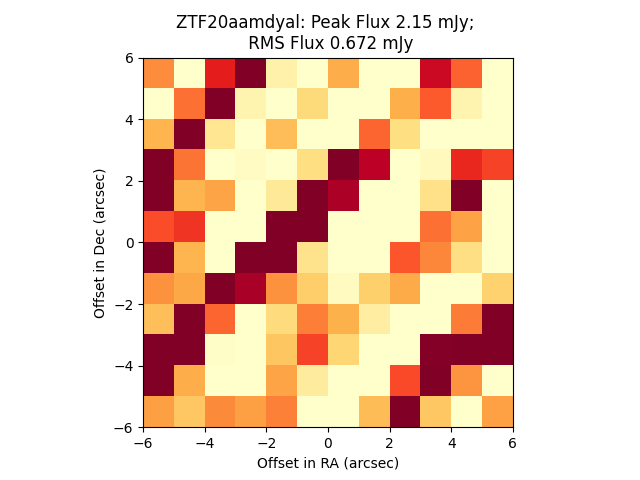 ZTF20aamdyal: Peak Flux 2.15 mJy;
RMS Flux 0.672 mJy
6
4
2
0
−2
−4
−6
Offset in Dec (arcsec)
−6 −4 −2 0 2 4 6
Offset in RA (arcsec)